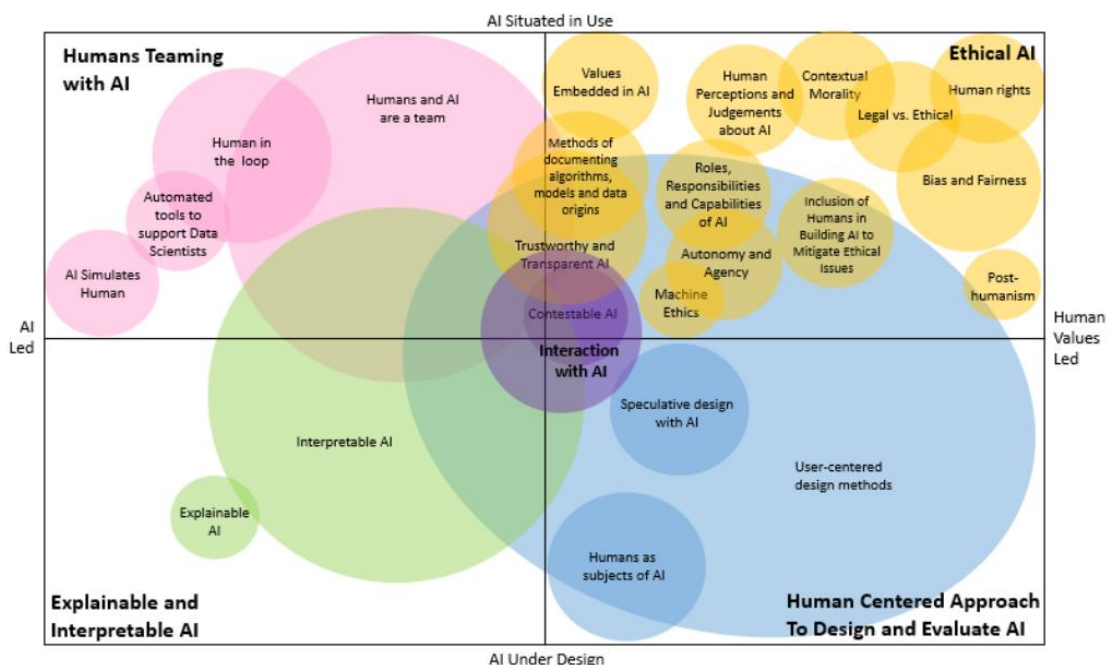 AI Situated in Use
Humans Teaming
with AI
Ethical AI
Humans and AI
are a team
Human in
the loop
Automated
tools to
support Data
Scientists
AI Simulates
Human
Values
Embedded in AI
Human
Perceptions and
Judgements
about AI
Contextual
Morality
Legal vs. Ethical
Human rights
Methods of
documenting
algorithms,
models and data
origins
Roles,
Responsibilities
and Capabilities
of AI
Bias and Fairness
Inclusion of
Humans in
Building AI to
Mitigate Ethical
Issues
Trustworthy and
Transparent AI
Autonomy and
Agency
Machine
Ethics
Post-
humanism
Contestable AI
AI
Led
Human
Values
Led
Interaction
with AI
Speculative design
with AI
Interpretable AI
User-centered
design methods
Explainable
AI
Humans as
subjects of AI
Explainable and
Interpretable AI
Human Centered Approach
To Design and Evaluate AI
AI Under Design